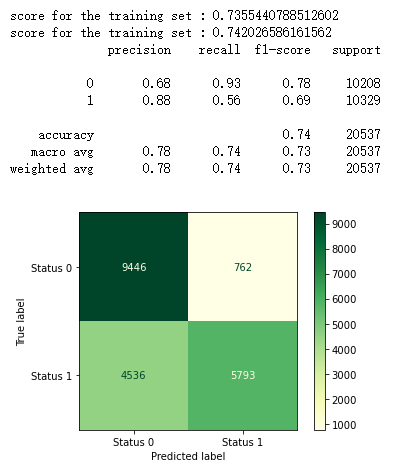 score for the training set : 0.7355440788512602
score for the training set : 0.742026586161562
precision recall f1-score support
0 0.68 0.93 0.78 10208
1 0.88 0.56 0.69 10329
accuracy 0.74 20537
macro avg 0.78 0.74 0.73 20537
weighted avg 0.78 0.74 0.73 20537
9000
8000
7000
6000
5000
4000
3000
2000
1000
True label
Status 0 9446 762
Status 1 4536 5793
Status 0 Status 1
Predicted label